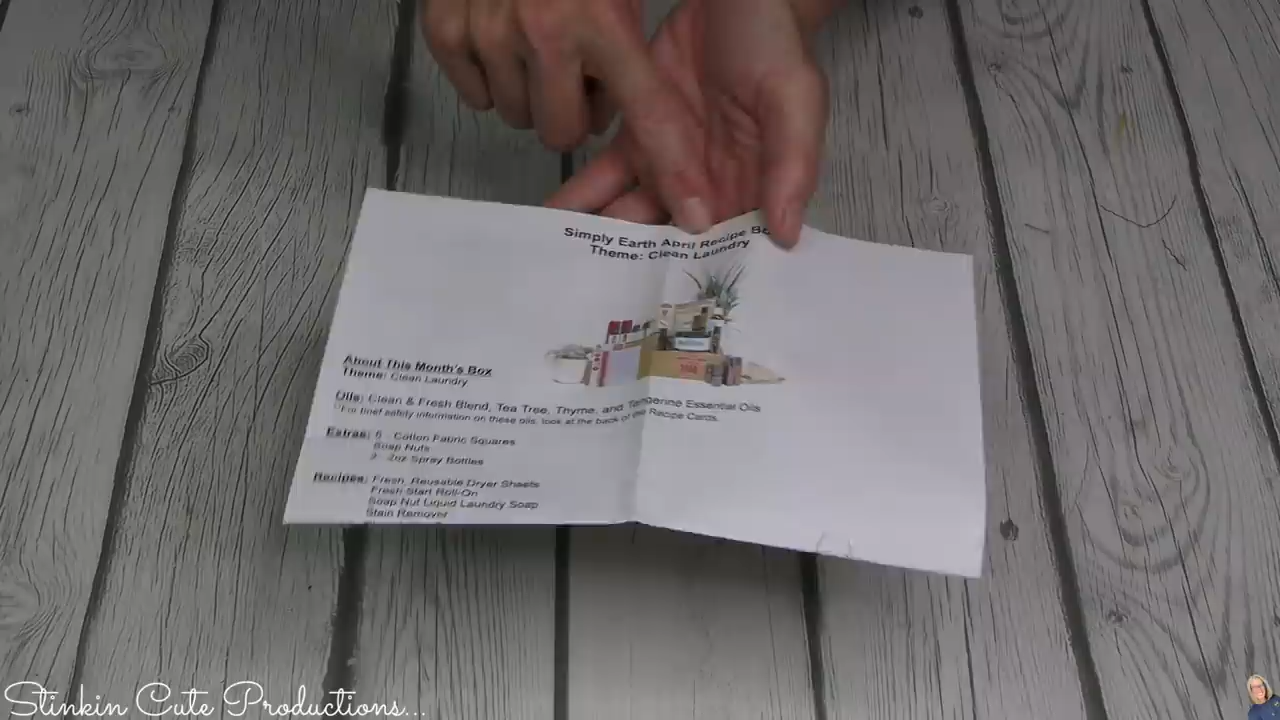 Simply Earth April Recipe Bo
Theme: Clean Laundry
About This Month's Box
Theme: Clean Laundry
Oils: Clean & Fresh Blend, Tea Tree, Thyme, and Tangerine Essential Oils
*For brief safety information on these oils, look at the back of the Recipe Cards.
Extras: 6 - Cotton Fabric Squares
Soap Nuts
2 - 2oz Spray Bottles
Recipes: Fresh, Reusable Dryer Sheets
Fresh Start Roll-On
Soap Nut Liquid Laundry Soap
Stain Remover
Stinkin Cute Productions...